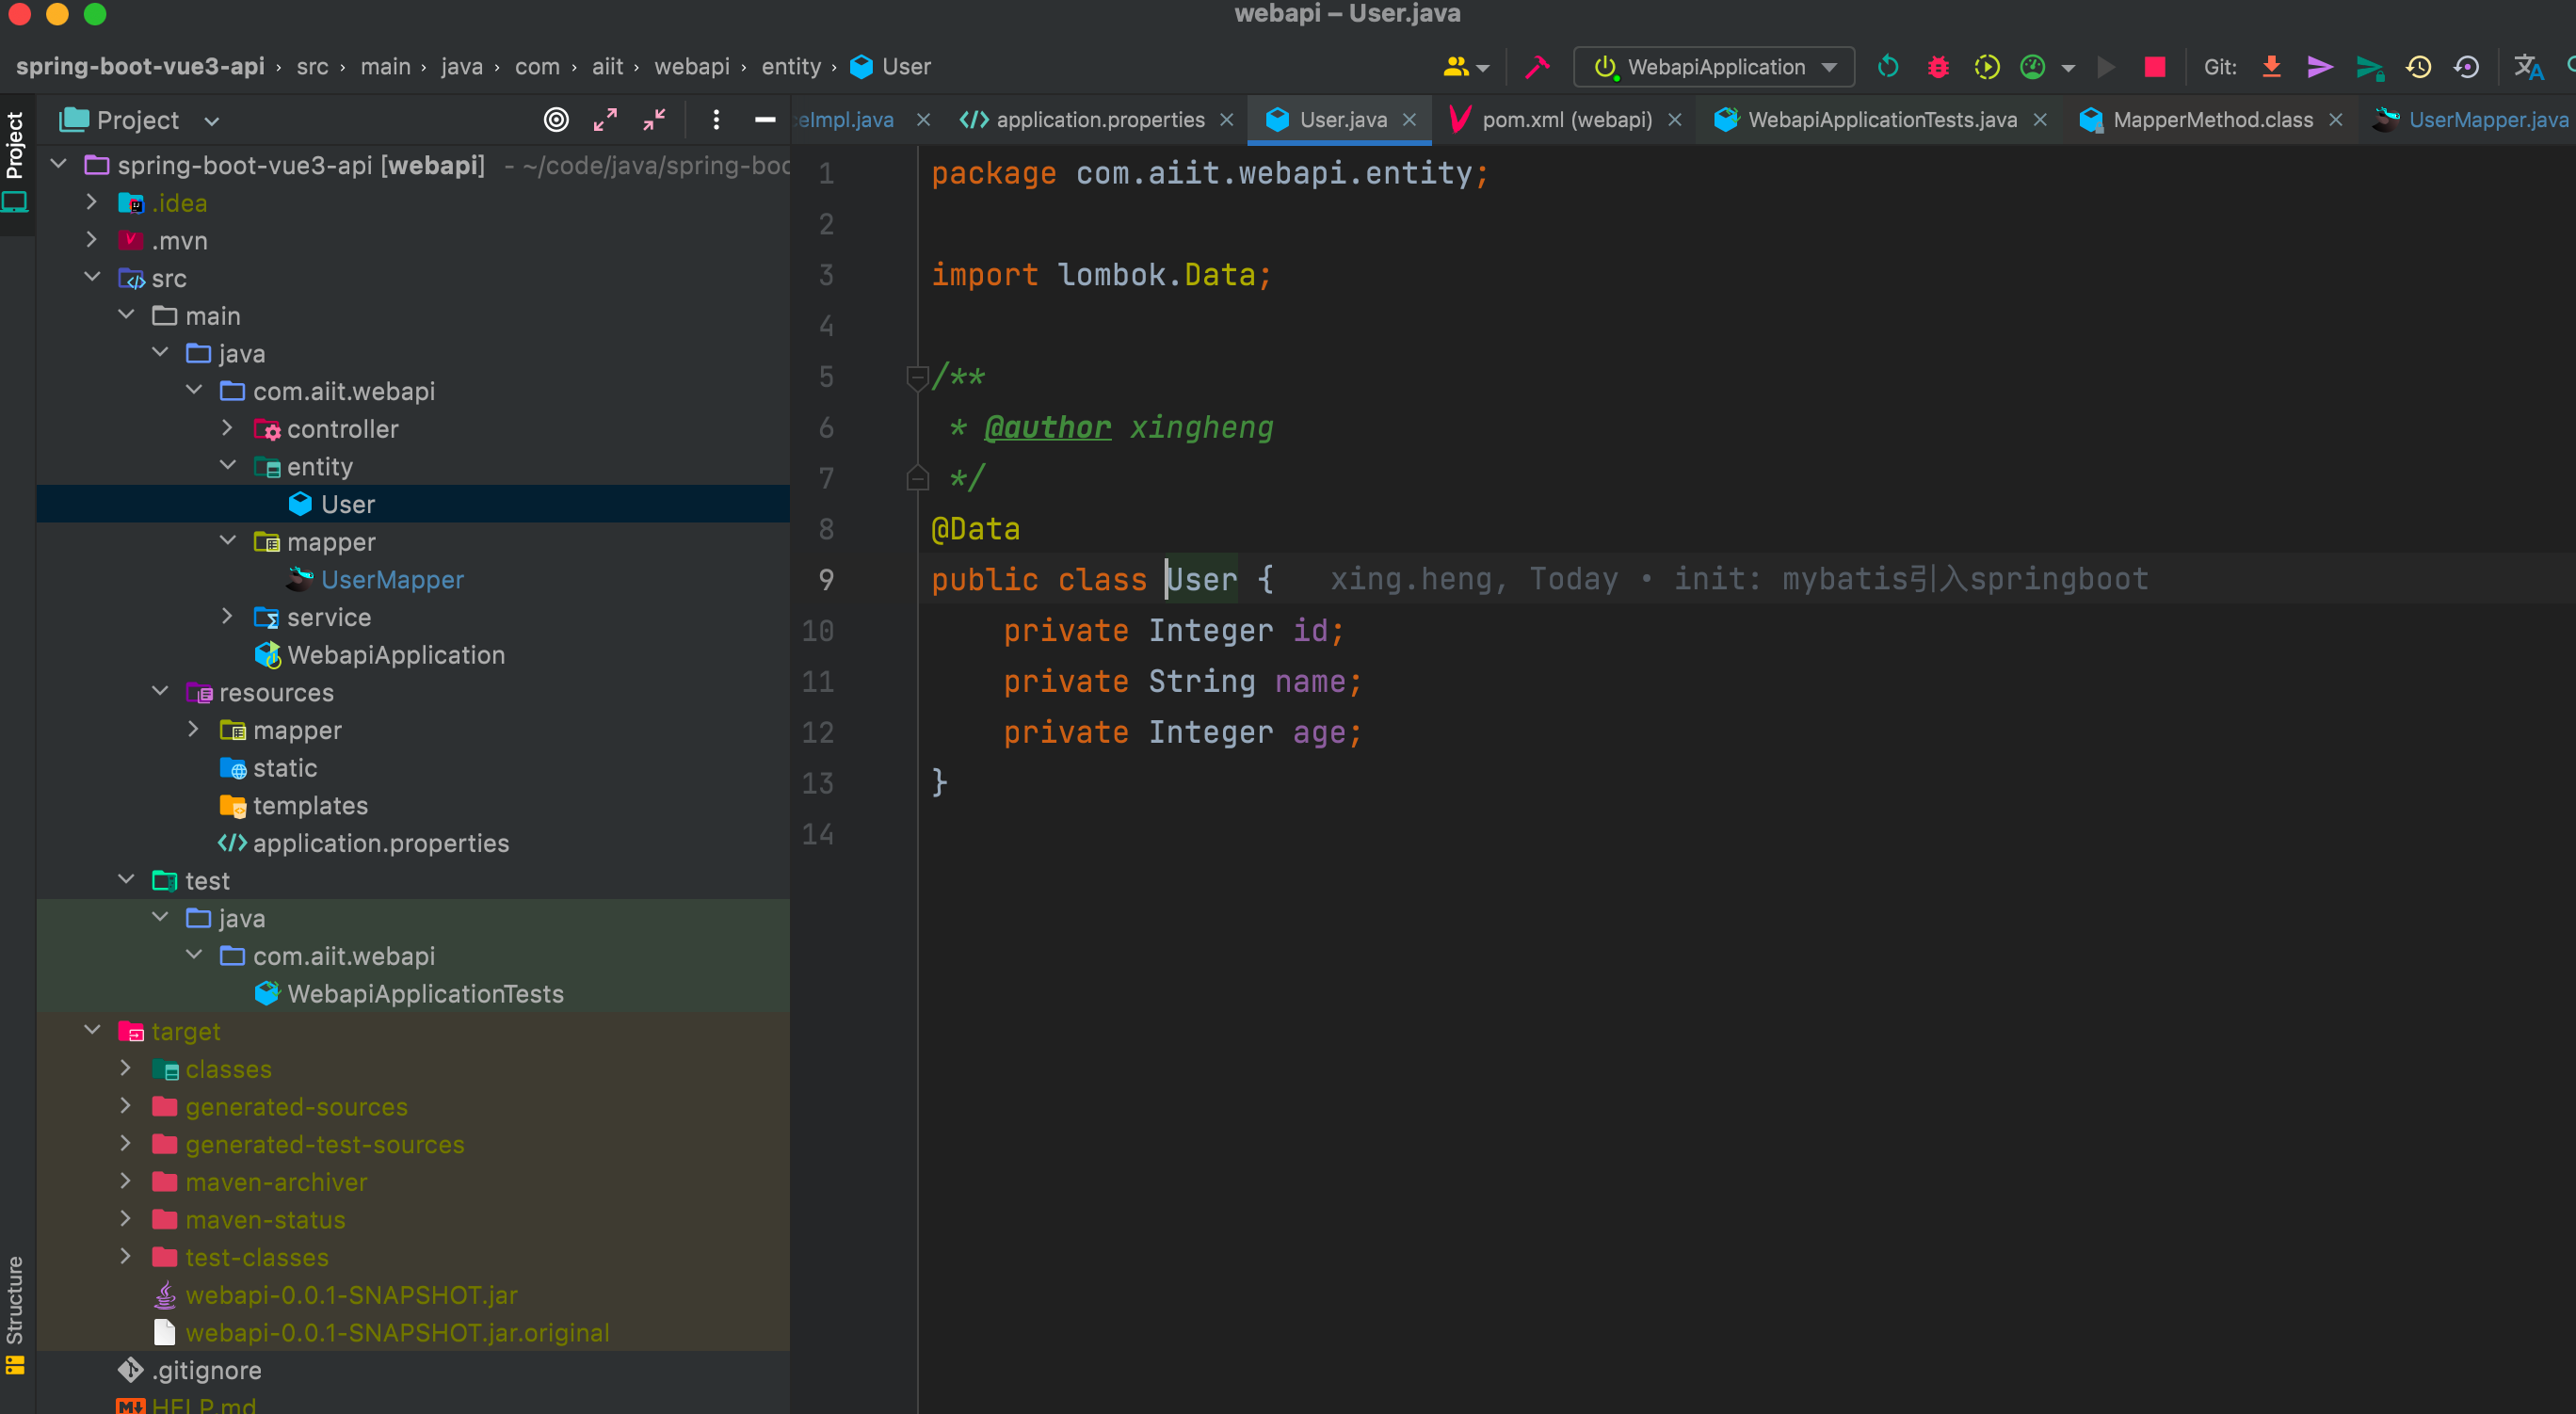 webapi – User.java
spring-boot-vue3-api › src › main › java › com › aiit › webapi › entity › User
WebapiApplication
Git:
Project
Project
eImpl.java
application.properties
User.java
pom.xml (webapi)
WebapiApplicationTests.java
MapperMethod.class
UserMapper.java
spring-boot-vue3-api [webapi] - ~/code/java/spring-boo
.idea
.mvn
src
main
java
com.aiit.webapi
controller
entity
User
mapper
UserMapper
service
WebapiApplication
resources
mapper
static
templates
application.properties
test
java
com.aiit.webapi
WebapiApplicationTests
target
classes
generated-sources
generated-test-sources
maven-archiver
maven-status
test-classes
webapi-0.0.1-SNAPSHOT.jar
webapi-0.0.1-SNAPSHOT.jar.original
.gitignore
HELP.md
Structure
1 package com.aiit.webapi.entity;
2
3 import lombok.Data;
4
5 /**
6 * @author xingheng
7 */
8 @Data
9 public class User { xing.heng, Today • init: mybatis引入springboot
10 private Integer id;
11 private String name;
12 private Integer age;
13 }
14